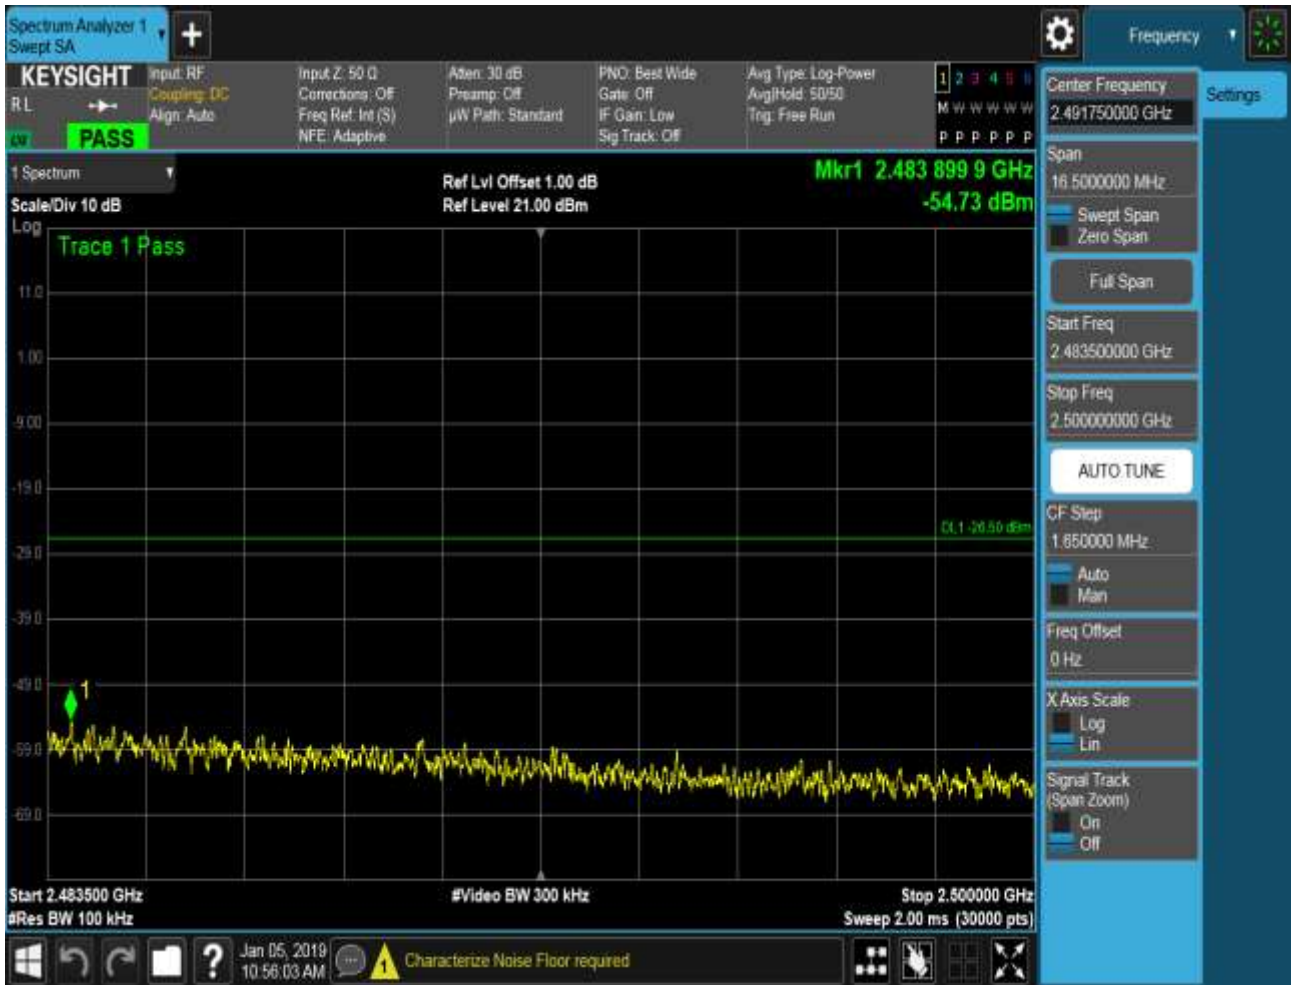 Spectrum Analyzer 1
Swept SA
+
Frequency
KEYSIGHT
R L
PASS
Input: RF
Coupling: DC
Align: Auto
Input Z: 50 Ω
Corrections: Off
Freq Ref: Int (S)
NFE: Adaptive
Atten: 30 dB
Preamp: Off
µW Path: Standard
PNO: Best Wide
Gate: Off
IF Gain: Low
Sig Track: Off
Avg Type: Log-Power
Avg|Hold: 50/50
Trig: Free Run
1 2 3 4 5 6
M W W W W W
P P P P P P
1 Spectrum
Scale/Div 10 dB
Log
Ref Lvl Offset 1.00 dB
Ref Level 21.00 dBm
Mkr1 2.483 899 9 GHz
-54.73 dBm
Trace 1 Pass
11.0
1.00
-9.00
-19.0
DL1 -26.50 dBm
-29.0
-39.0
-49.0
1
-59.0
-69.0
Start 2.483500 GHz
#Res BW 100 kHz
#Video BW 300 kHz
Stop 2.500000 GHz
Sweep 2.00 ms (30000 pts)
Center Frequency
2.491750000 GHz
Settings
Span
16.5000000 MHz
Swept Span
Zero Span
Full Span
Start Freq
2.483500000 GHz
Stop Freq
2.500000000 GHz
AUTO TUNE
CF Step
1.650000 MHz
Auto
Man
Freq Offset
0 Hz
X Axis Scale
Log
Lin
Signal Track
(Span Zoom)
On
Off
?
Jan 05, 2019
10:56:03 AM
1
Characterize Noise Floor required